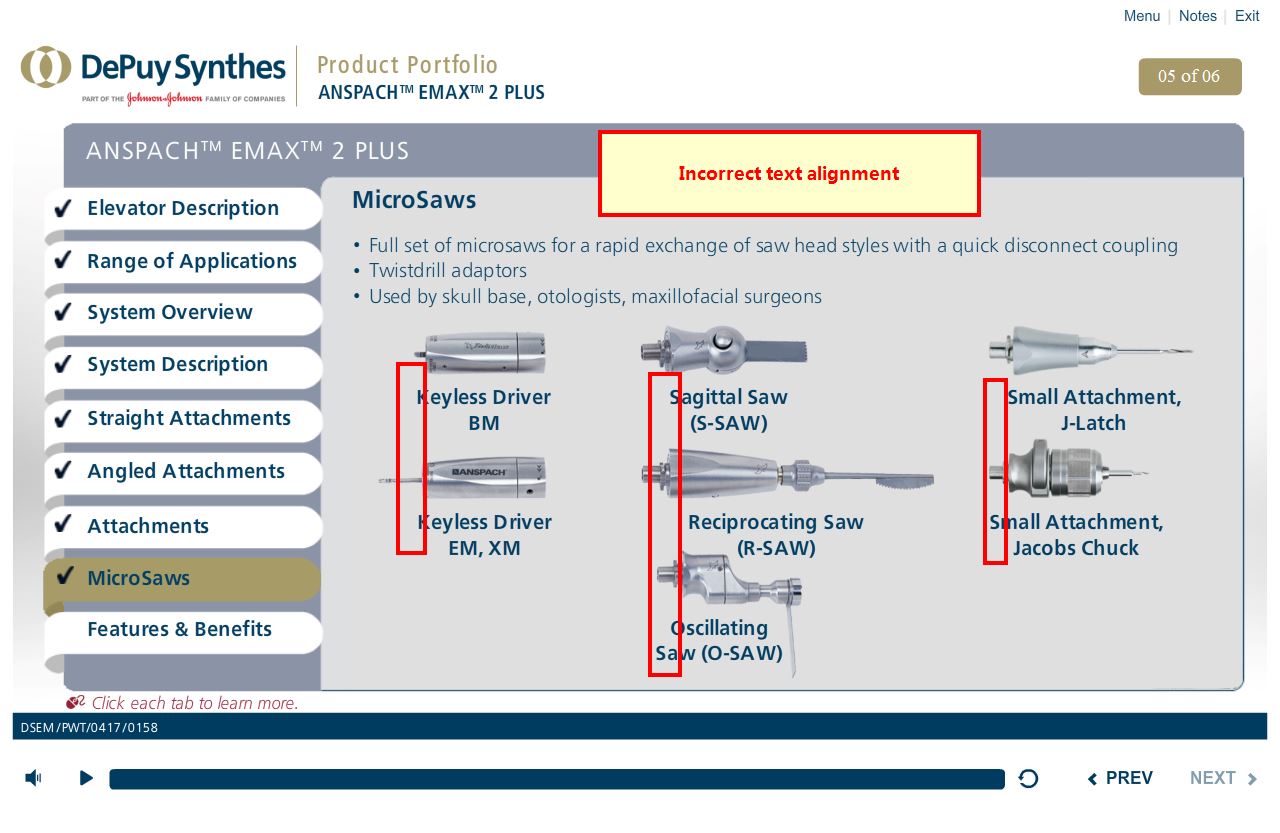 Menu | Notes | Exit
DePuySynthes
PART OF THE Johnson & Johnson FAMILY OF COMPANIES
Product Portfolio
ANSPACH™ EMAX™ 2 PLUS
05 of 06
ANSPACH™ EMAX™ 2 PLUS
Incorrect text alignment
Elevator Description
Range of Applications
System Overview
System Description
Straight Attachments
Angled Attachments
Attachments
MicroSaws
Features & Benefits
MicroSaws
• Full set of microsaws for a rapid exchange of saw head styles with a quick disconnect coupling
• Twistdrill adaptors
• Used by skull base, otologists, maxillofacial surgeons
Keyless Driver
BM
Sagittal Saw
(S-SAW)
Small Attachment,
J-Latch
ANSPACH
Keyless Driver
EM, XM
Reciprocating Saw
(R-SAW)
Small Attachment,
Jacobs Chuck
Oscillating
Saw (O-SAW)
Click each tab to learn more.
DSEM/PWT/0417/0158
PREV
NEXT